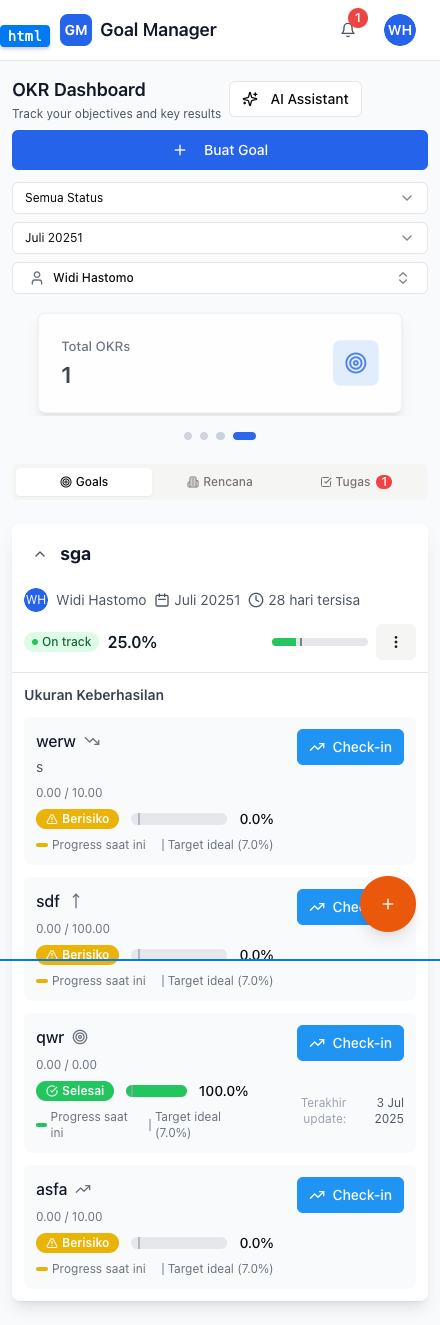 html
GM Goal Manager
1
WH
OKR Dashboard
Track your objectives and key results
AI Assistant
Buat Goal
Semua Status
Juli 20251
Widi Hastomo
Total OKRs
1
Goals
Rencana
Tugas 1
sga
WH Widi Hastomo Juli 20251 28 hari tersisa
On track 25.0%
Ukuran Keberhasilan
werw
Check-in
s
0.00 / 10.00
Berisiko 0.0%
Progress saat ini Target ideal (7.0%)
sdf
Che
0.00 / 100.00
Berisiko 0.0%
Progress saat ini Target ideal (7.0%)
qwr
Check-in
0.00 / 0.00
Selesai 100.0%
Progress saat ini
Target ideal (7.0%)
Terakhir update:
3 Jul 2025
asfa
Check-in
0.00 / 10.00
Berisiko 0.0%
Progress saat ini Target ideal (7.0%)